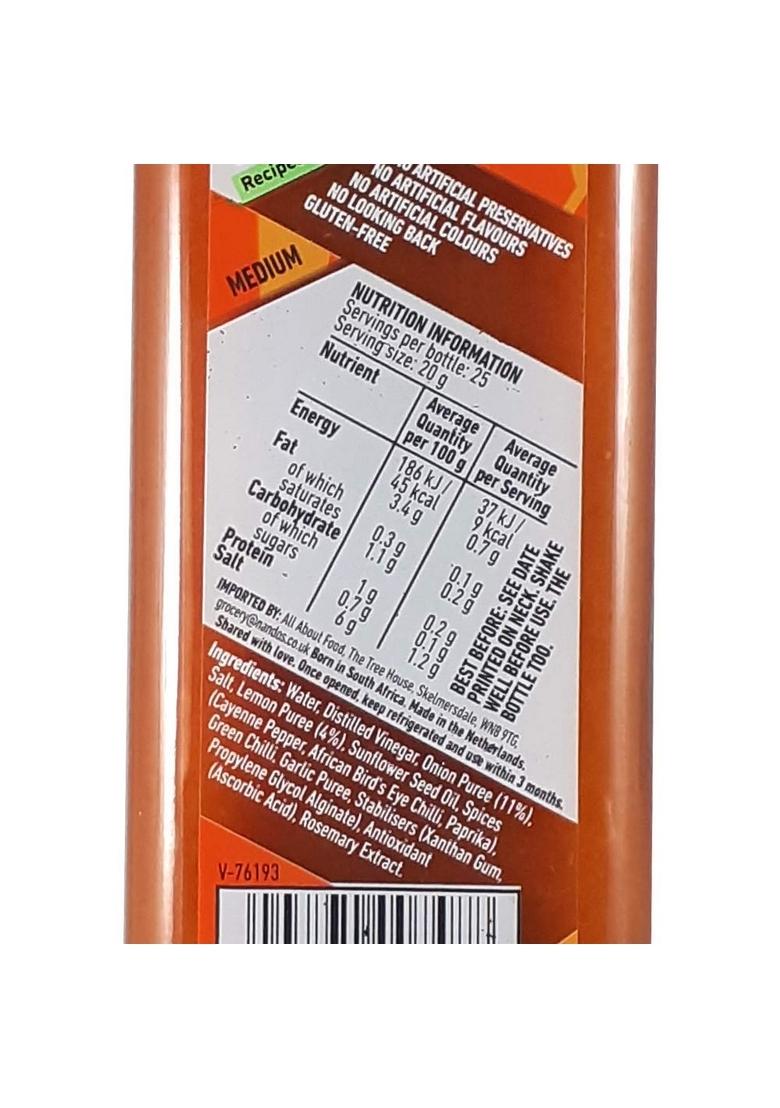 Recipe
ARTIFICIAL PRESERVATIVES
NO ARTIFICIAL FLAVOURS
NO ARTIFICIAL COLOURS
NO LOOKING BACK
GLUTEN-FREE
MEDIUM
NUTRITION INFORMATION
Servings per bottle: 25
Serving size: 20 g
Nutrient
Average Quantity per 100 g
Average Quantity per Serving
Energy 186 kJ/ 45 kcal 37 kJ/ 9 kcal
Fat 3.4 g 0.7 g
of which saturates 0.3 g 0.1 g
Carbohydrate 1.1 g 0.2 g
of which sugars 1 g 0.2 g
Protein 0.7 g 0.1 g
Salt 6 g 1.2 g
BEST BEFORE: SEE DATE
PRINTED ON NECK. SHAKE
WELL BEFORE USE. THE
BOTTLE TOO.
IMPORTED BY: All About Food, The Tree House, Skelmersdale, WN8 9TG,
grocery@nandos.co.uk Born in South Africa. Made in the Netherlands.
Shared with love. Once opened, keep refrigerated and use within 3 months.
Ingredients: Water, Distilled Vinegar, Onion Puree (11%),
Salt, Lemon Puree (4%), Sunflower Seed Oil, Spices
(Cayenne Pepper, African Bird's Eye Chilli, Paprika),
Green Chilli, Garlic Puree, Stabilisers (Xanthan Gum,
Propylene Glycol Alginate), Antioxidant
(Ascorbic Acid), Rosemary Extract.
V-76193